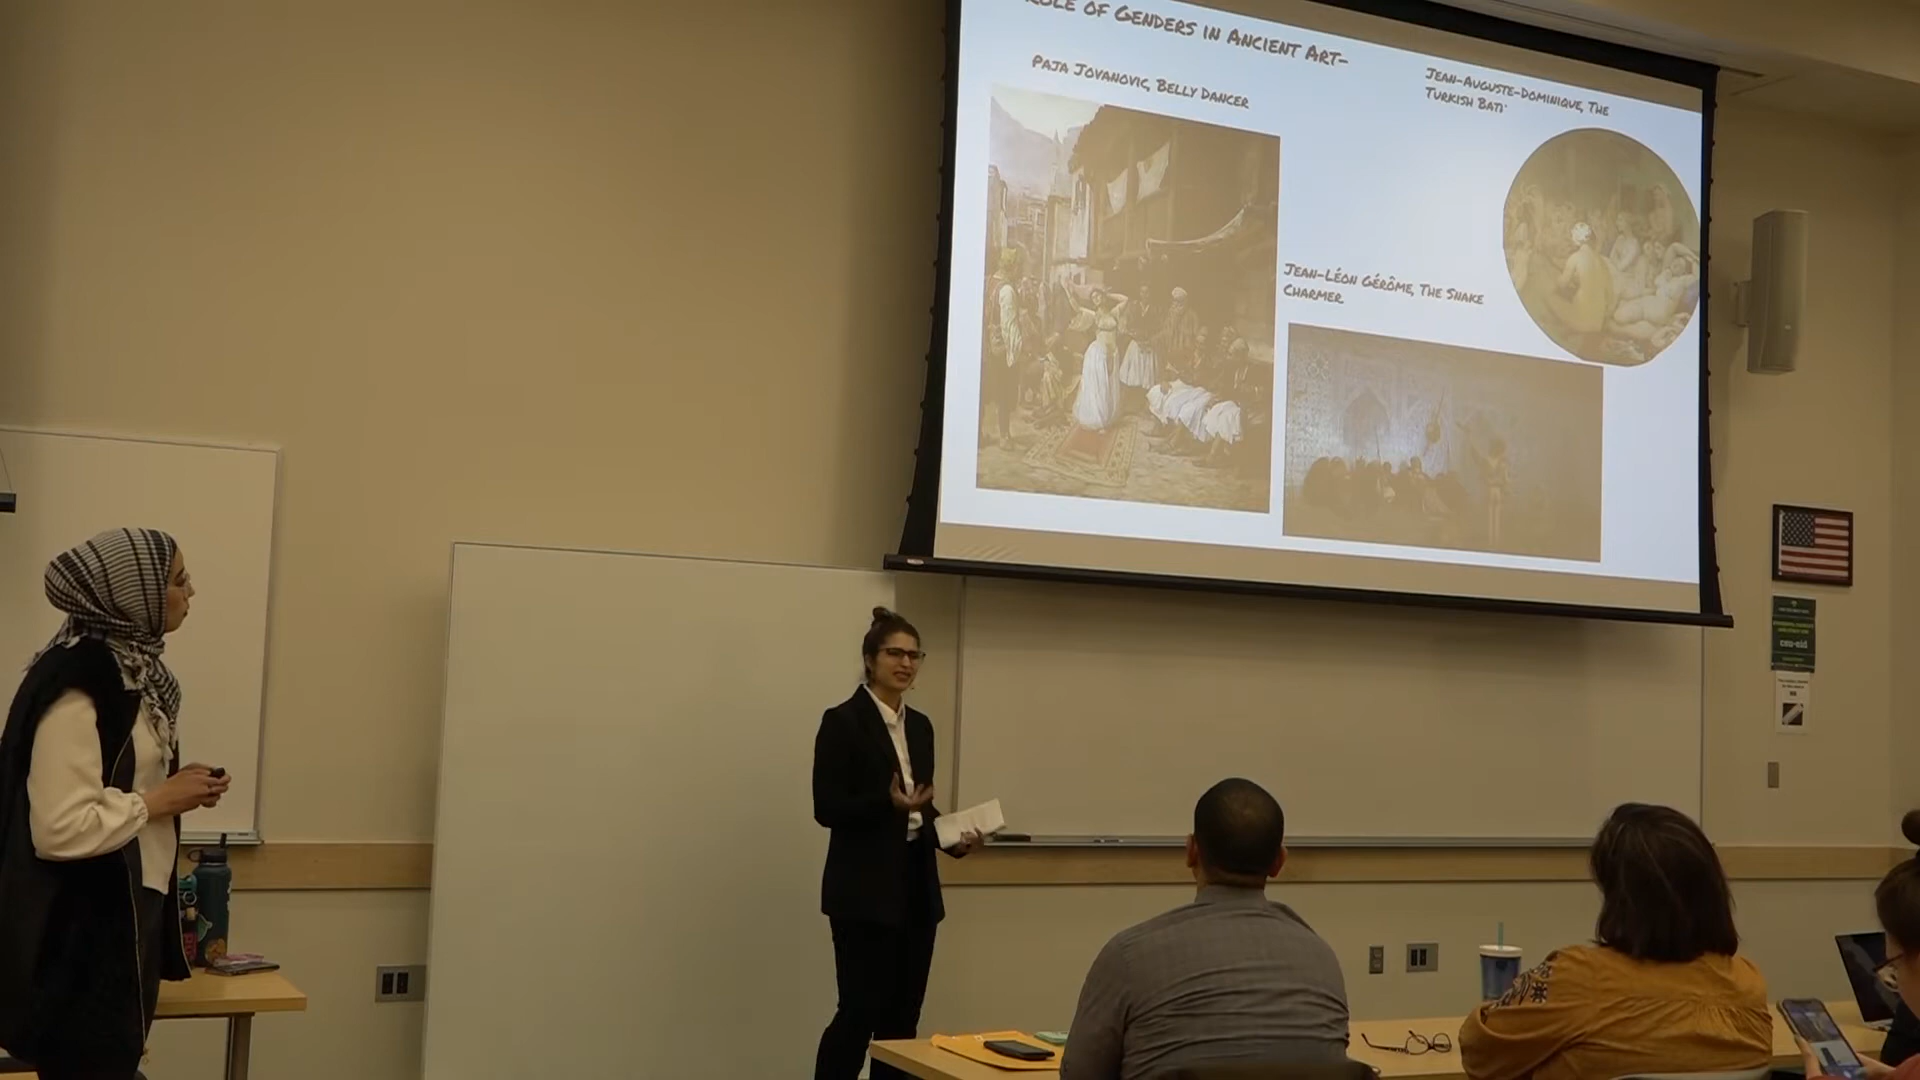 ROLE OF GENDERS IN ANCIENT ART-
PAJA JOVANOVIC, BELLY DANCER
JEAN-AUGUSTE-DOMINIQUE, THE
TURKISH
JEAN-LÉON GÉRÔME, THE SNAKE
CHARMER